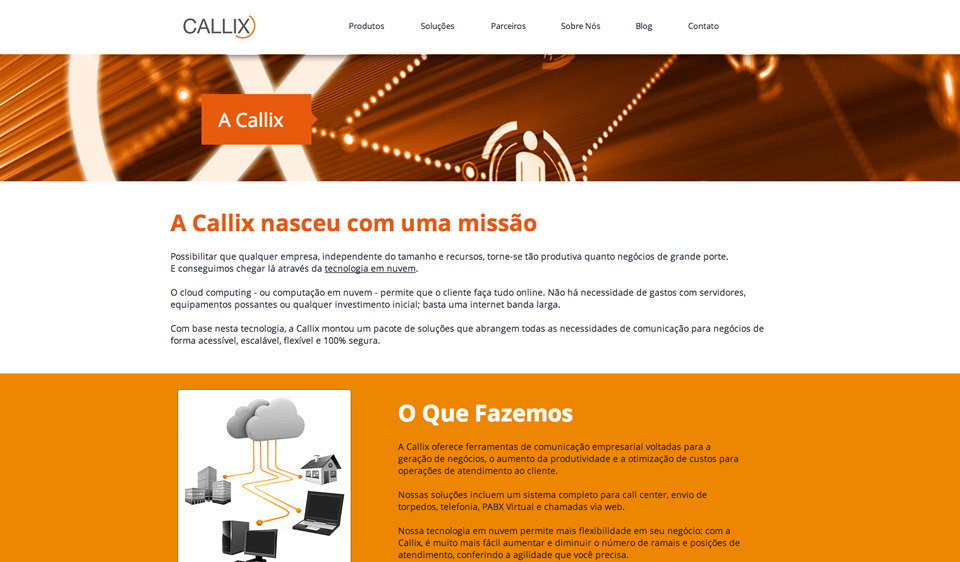 CALLIX
Produtos
Soluções
Parceiros
Sobre Nós
Blog
Contato
A Callix
A Callix nasceu com uma missão
Possibilitar que qualquer empresa, independente do tamanho e recursos, torne-se tão produtiva quanto negócios de grande porte.
E conseguimos chegar lá através da tecnologia em nuvem.
O cloud computing - ou computação em nuvem - permite que o cliente faça tudo online. Não há necessidade de gastos com servidores,
equipamentos possantes ou qualquer investimento inicial; basta uma internet banda larga.
Com base nesta tecnologia, a Callix montou um pacote de soluções que abrangem todas as necessidades de comunicação para negócios de
forma acessível, escalável, flexível e 100% segura.
O Que Fazemos
A Callix oferece ferramentas de comunicação empresarial voltadas para a
geração de negócios, o aumento da produtividade e a otimização de custos para
operações de atendimento ao cliente.
Nossas soluções incluem um sistema completo para call center, envio de
torpedos, telefonia, PABX Virtual e chamadas via web.
Nossa tecnologia em nuvem permite mais flexibilidade em seu negócio: com a
Callix, é muito mais fácil aumentar e diminuir o número de ramais e posições de
atendimento, conferindo a agilidade que você precisa.